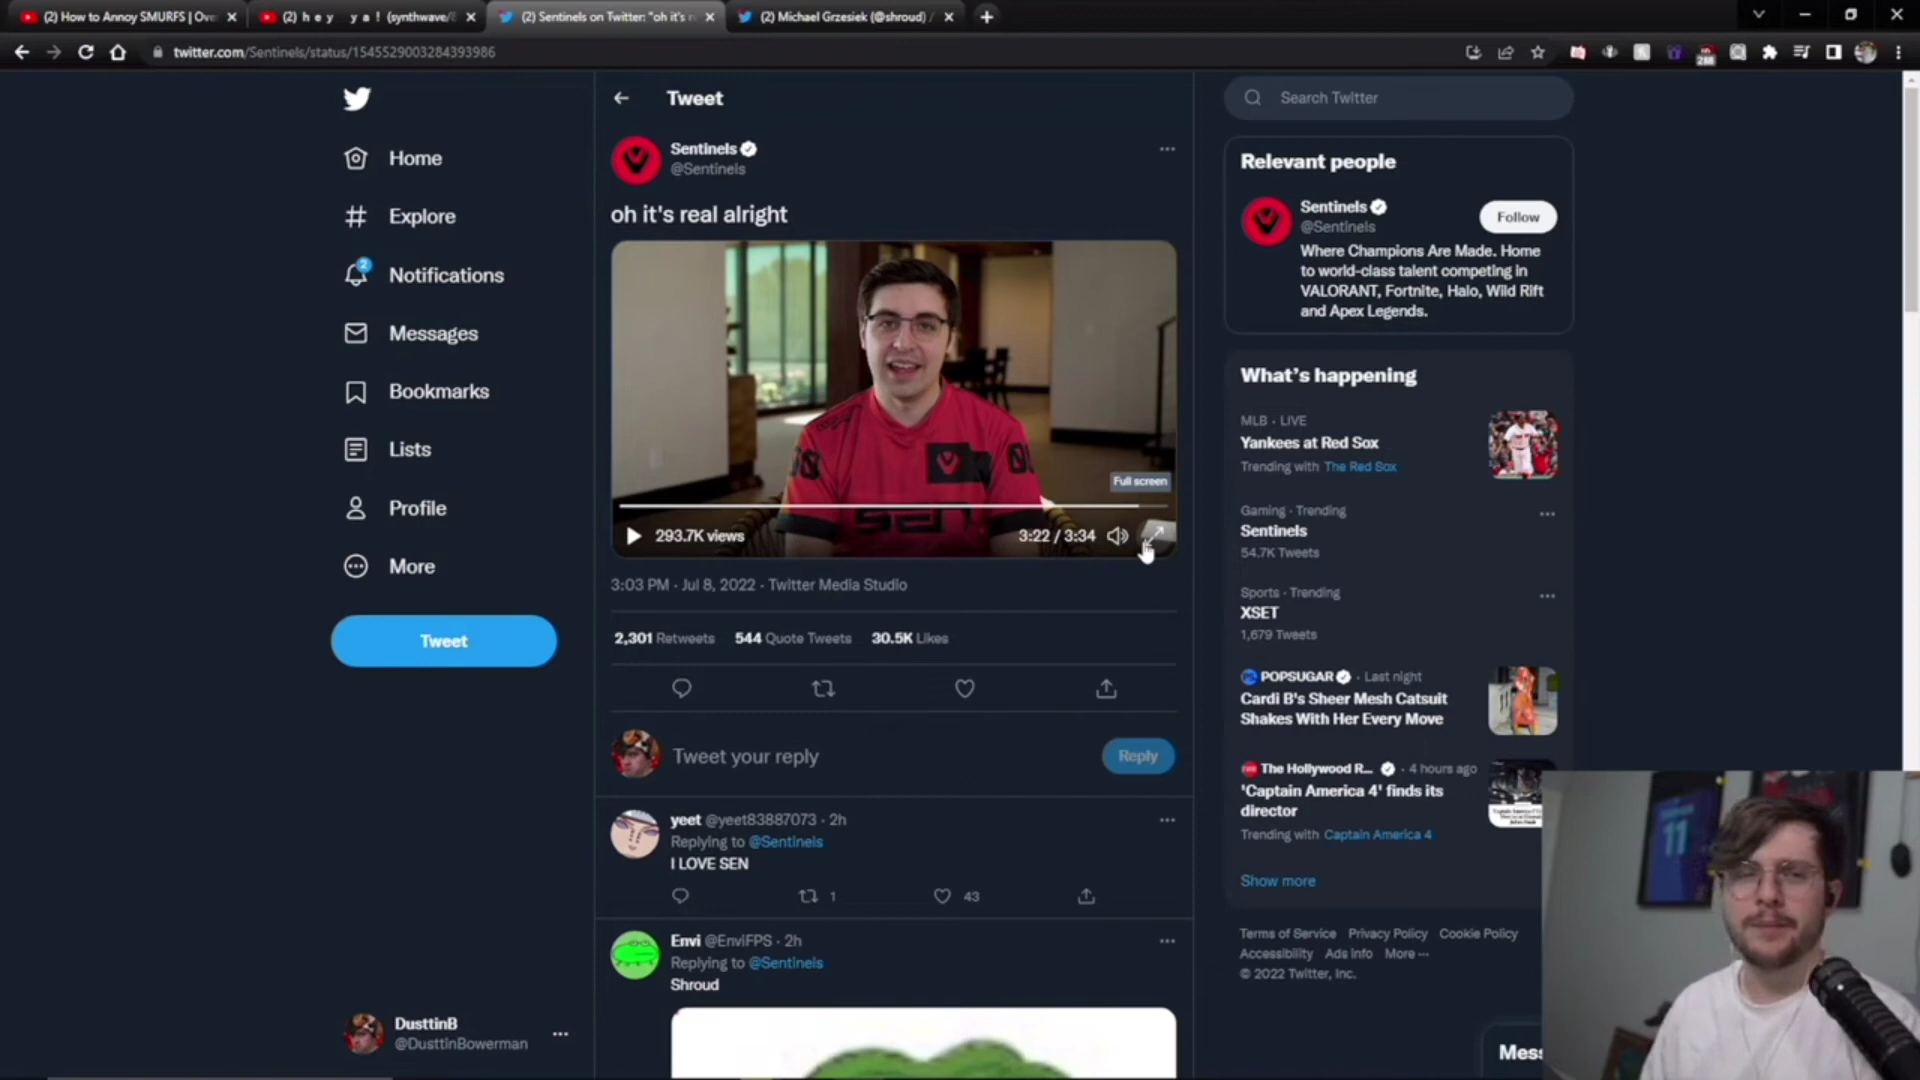 (2) How to Annoy SMURFS | Ove
(2) h e y   y a ! (synthwave/8
(2) Sentinels on Twitter: "oh it's r
(2) Michael Grzesiek (@shroud) /
twitter.com/Sentinels/status/1545529003284393986
288
Home
Explore
2
Notifications
Messages
Bookmarks
Lists
Profile
More
Tweet
DusttinB
@DusttinBowerman
Tweet
Sentinels
@Sentinels
oh it's real alright
Full screen
293.7K views
3:22 / 3:34
3:03 PM · Jul 8, 2022 · Twitter Media Studio
2,301 Retweets 544 Quote Tweets 30.5K Likes
Tweet your reply
Reply
yeet @yeet83887073 · 2h
Replying to @Sentinels
I LOVE SEN
1
43
Envi @EnviFPS · 2h
Replying to @Sentinels
Shroud
Search Twitter
Relevant people
Sentinels
@Sentinels
Follow
Where Champions Are Made. Home
to world-class talent competing in
VALORANT, Fortnite, Halo, Wild Rift
and Apex Legends.
What's happening
MLB · LIVE
Yankees at Red Sox
Trending with The Red Sox
Gaming · Trending
Sentinels
54.7K Tweets
Sports · Trending
XSET
1,679 Tweets
POPSUGAR · Last night
Cardi B's Sheer Mesh Catsuit
Shakes With Her Every Move
The Hollywood R... · 4 hours ago
'Captain America 4' finds its
director
Trending with Captain America 4
Show more
Terms of Service Privacy Policy Cookie Policy
Accessibility Ads info More ···
© 2022 Twitter, Inc.
Mess
11